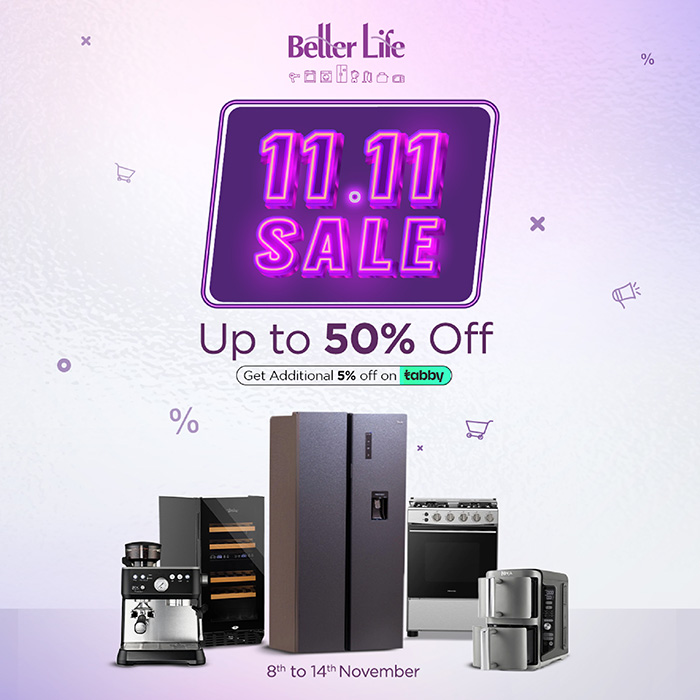 Better Life
11.11
SALE
Up to 50% Off
Get Additional 5% off on tabby
8th to 14th November